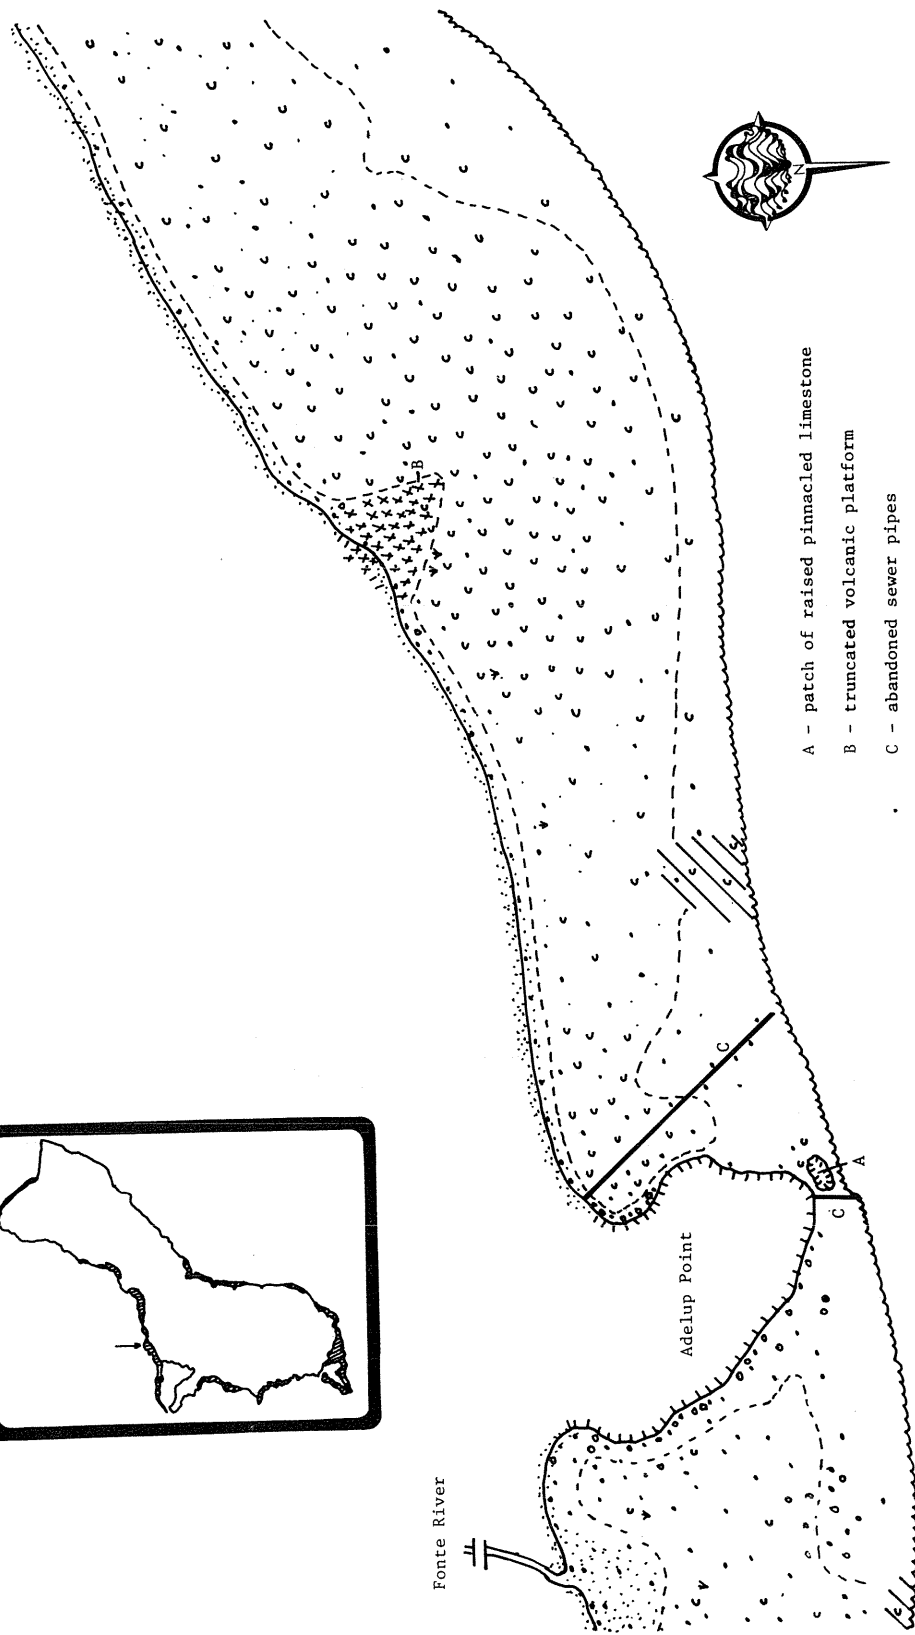 Fonte River
Adelup Point
A
B
C
C
N
A - patch of raised pinnacled limestone
B - truncated volcanic platform
C - abandoned sewer pipes